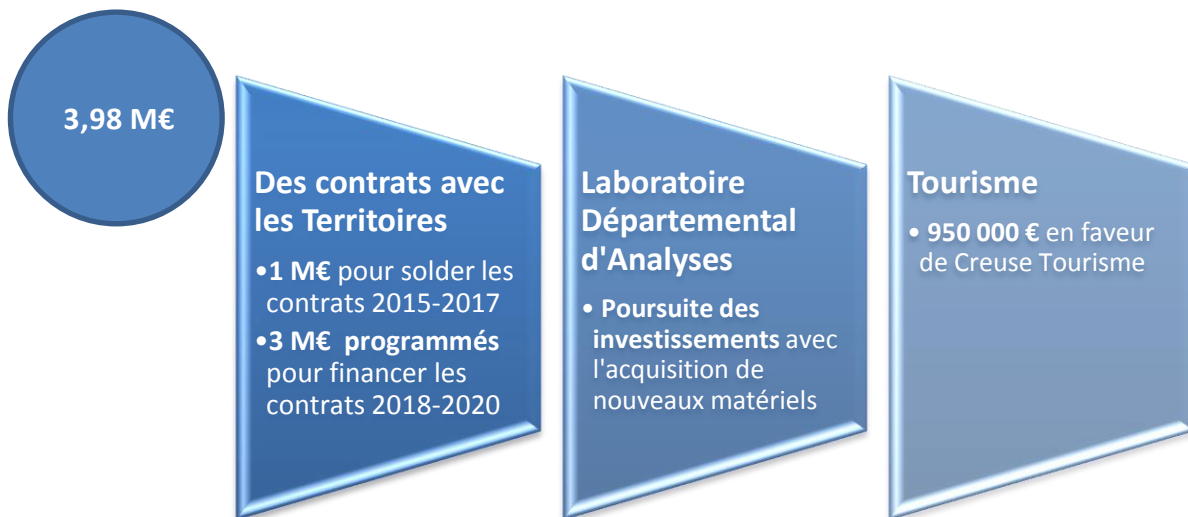 3,98 M€
Des contrats avec
les Territoires
•1 M€ pour solder les
contrats 2015-2017
•3 M€ programmés
pour financer les
contrats 2018-2020
Laboratoire
Départemental
d'Analyses
• Poursuite des
investissements avec
l'acquisition de
nouveaux matériels
Tourisme
• 950 000 € en faveur
de Creuse Tourisme